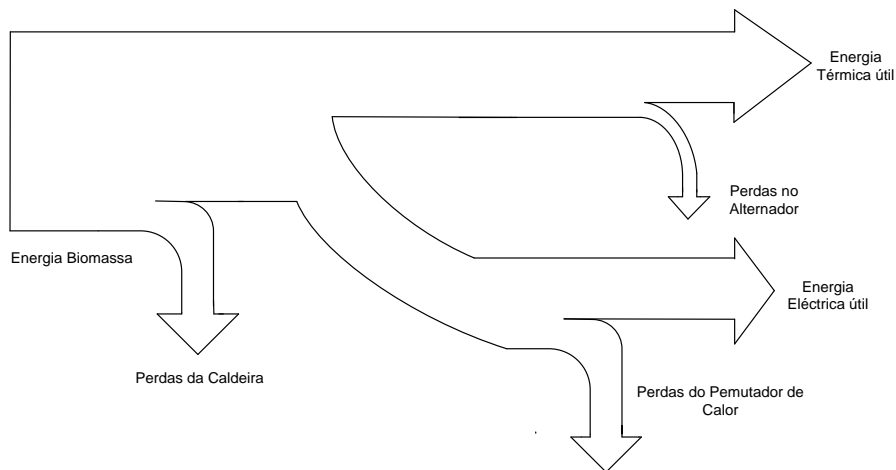 Energia
Térmica útil
Perdas no
Alternador
Energia Biomassa
Energia
Eléctrica útil
Perdas da Caldeira
Perdas do Pemutador de
Calor